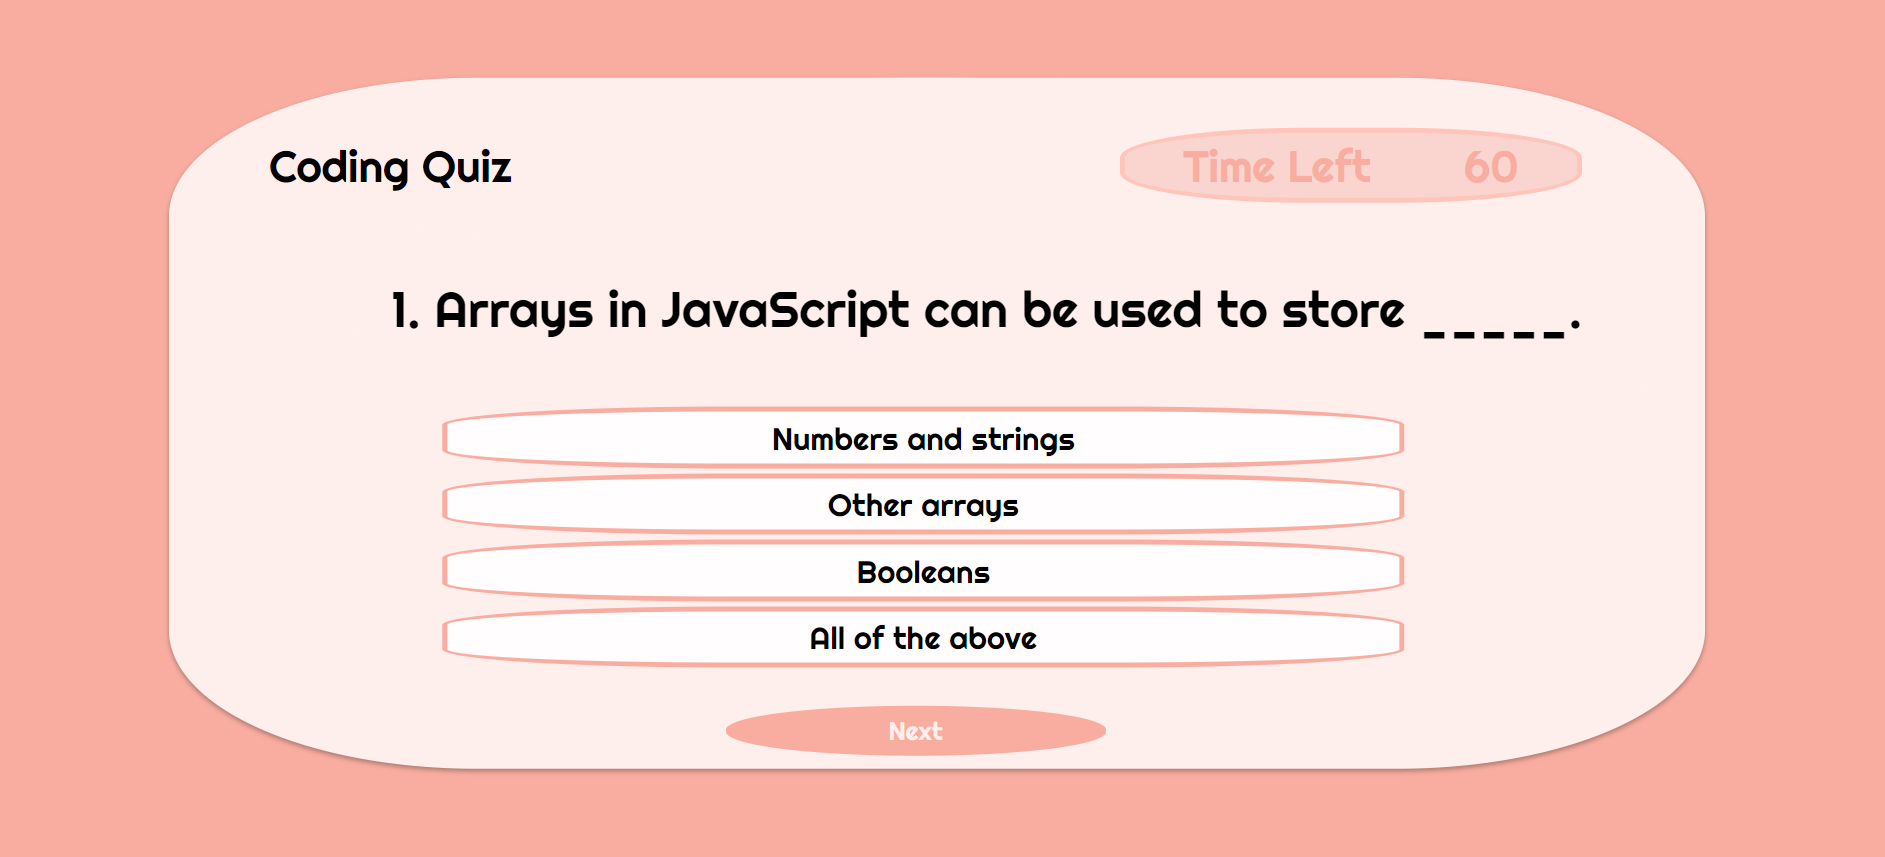 Coding Quiz
Time Left 60
1. Arrays in JavaScript can be used to store _____.
Numbers and strings
Other arrays
Booleans
All of the above
Next